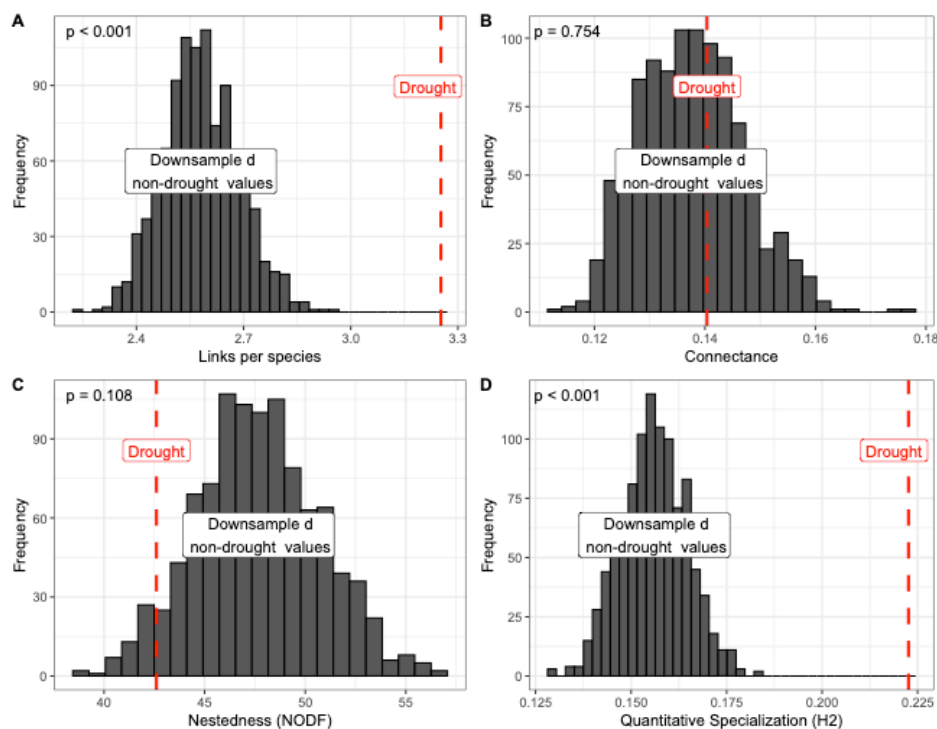 A
p < 0.001
Drought
Downsample d
non-drought values
Frequency
90
60
30
0
2.4
2.7
3.0
3.3
Links per species
B
p = 0.754
Drought
Downsample d
non-drought values
Frequency
100
75
50
25
0
0.12
0.14
0.16
0.18
Connectance
C
p = 0.108
Drought
Downsample d
non-drought values
Frequency
90
60
30
0
40
45
50
55
Nestedness (NODF)
D
p < 0.001
Drought
Downsample d
non-drought values
Frequency
100
75
50
25
0
0.125
0.150
0.175
0.200
0.225
Quantitative Specialization (H2)